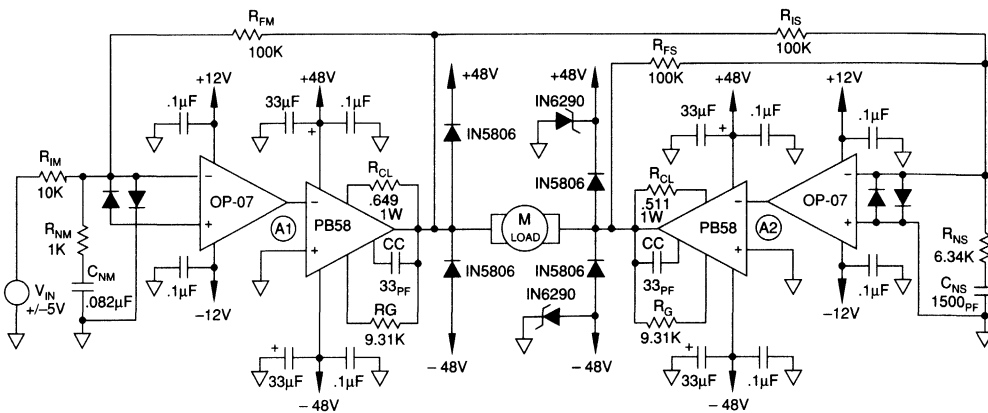 RFM
100K
RIS
100K
RFS
100K
+12V
.1µF
+48V
33µF
.1µF
+
+48V
IN5806
+48V
IN6290
+48V
33µF
.1µF
+
+12V
.1µF
RIM
10K
RNM
1K
CNM
.082µF
VIN
+/−5V
−
+
OP-07
.1µF
−12V
A1
−
+
PB58
RCL
.649
1W
CC
33PF
RG
9.31K
+
33µF
.1µF
− 48V
IN5806
− 48V
M
LOAD
IN5806
IN5806
IN6290
− 48V
RCL
.511
1W
CC
33PF
RG
9.31K
PB58
−
+
A2
+
33µF
.1µF
− 48V
OP-07
−
+
.1µF
−12V
RNS
6.34K
CNS
1500PF